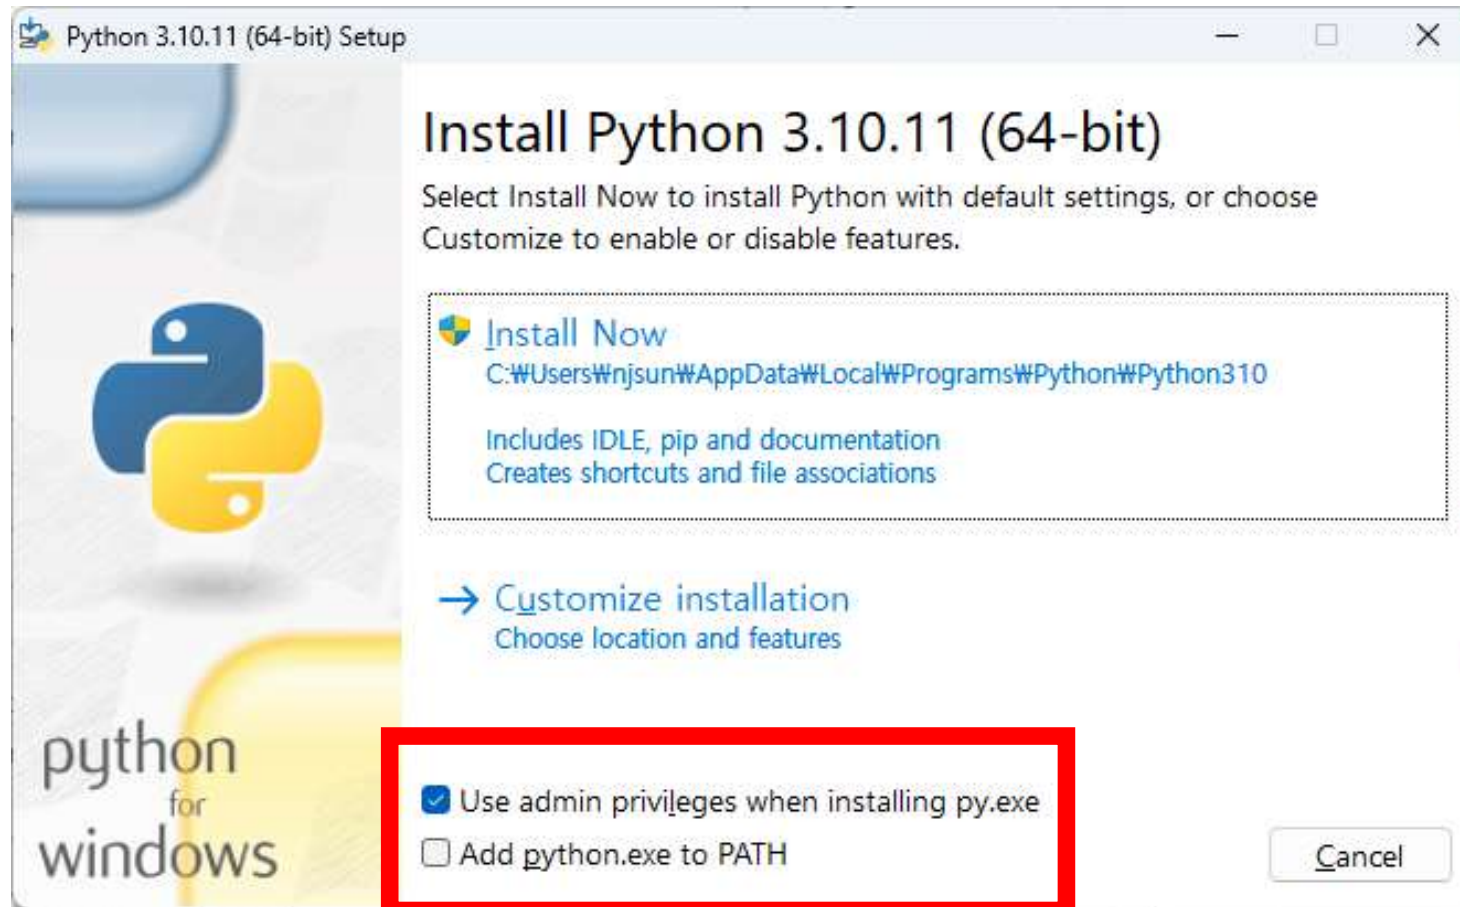 Python 3.10.11 (64-bit) Setup
Install Python 3.10.11 (64-bit)
Select Install Now to install Python with default settings, or choose
Customize to enable or disable features.
Install Now
C:₩Users₩njsun₩AppData₩Local₩Programs₩Python₩Python310
Includes IDLE, pip and documentation
Creates shortcuts and file associations
Customize installation
Choose location and features
python
for
windows
Use admin privileges when installing py.exe
Add python.exe to PATH
Cancel